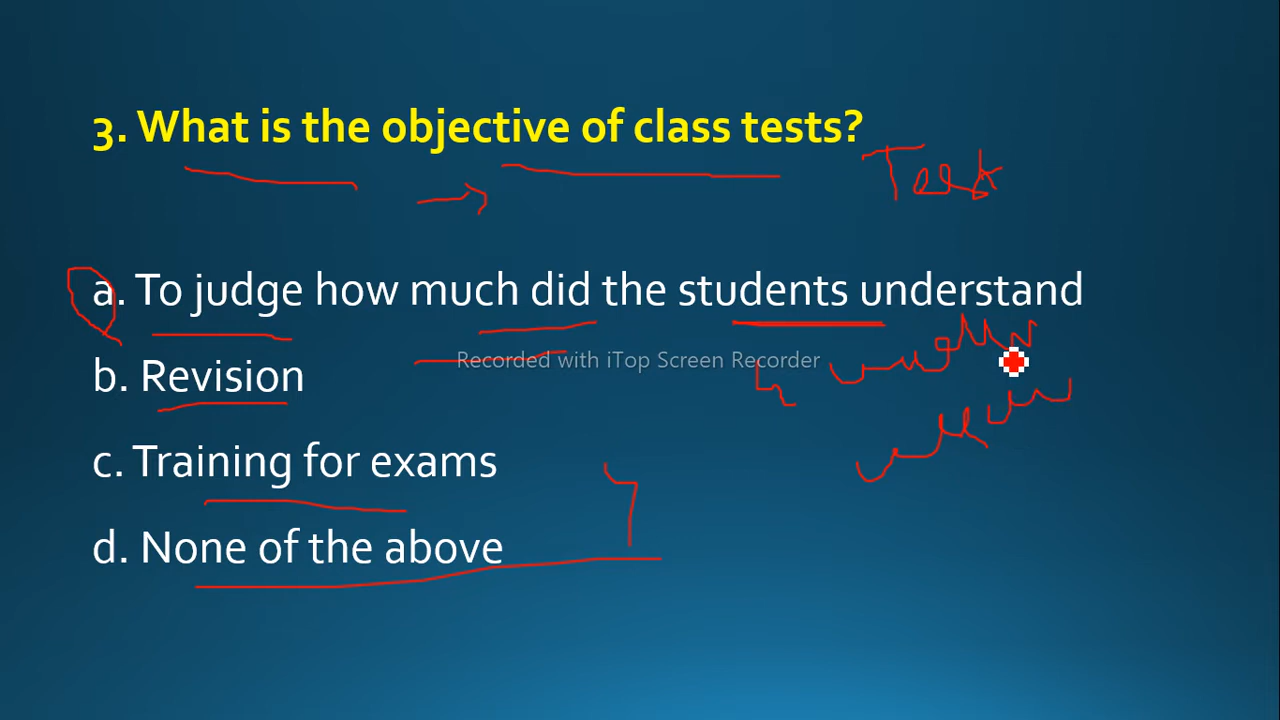 3. What is the objective of class tests?
Test
a. To judge how much did the students understand
Recorded with iTop Screen Recorder
b. Revision
c. Training for exams
d. None of the above